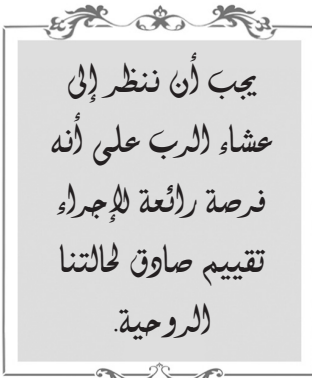 يجب أن ننظر إلى
عشاء الرب على أنه
فرصة رائعة لإجراء
تقييم صادق لحالتنا
الروحية.